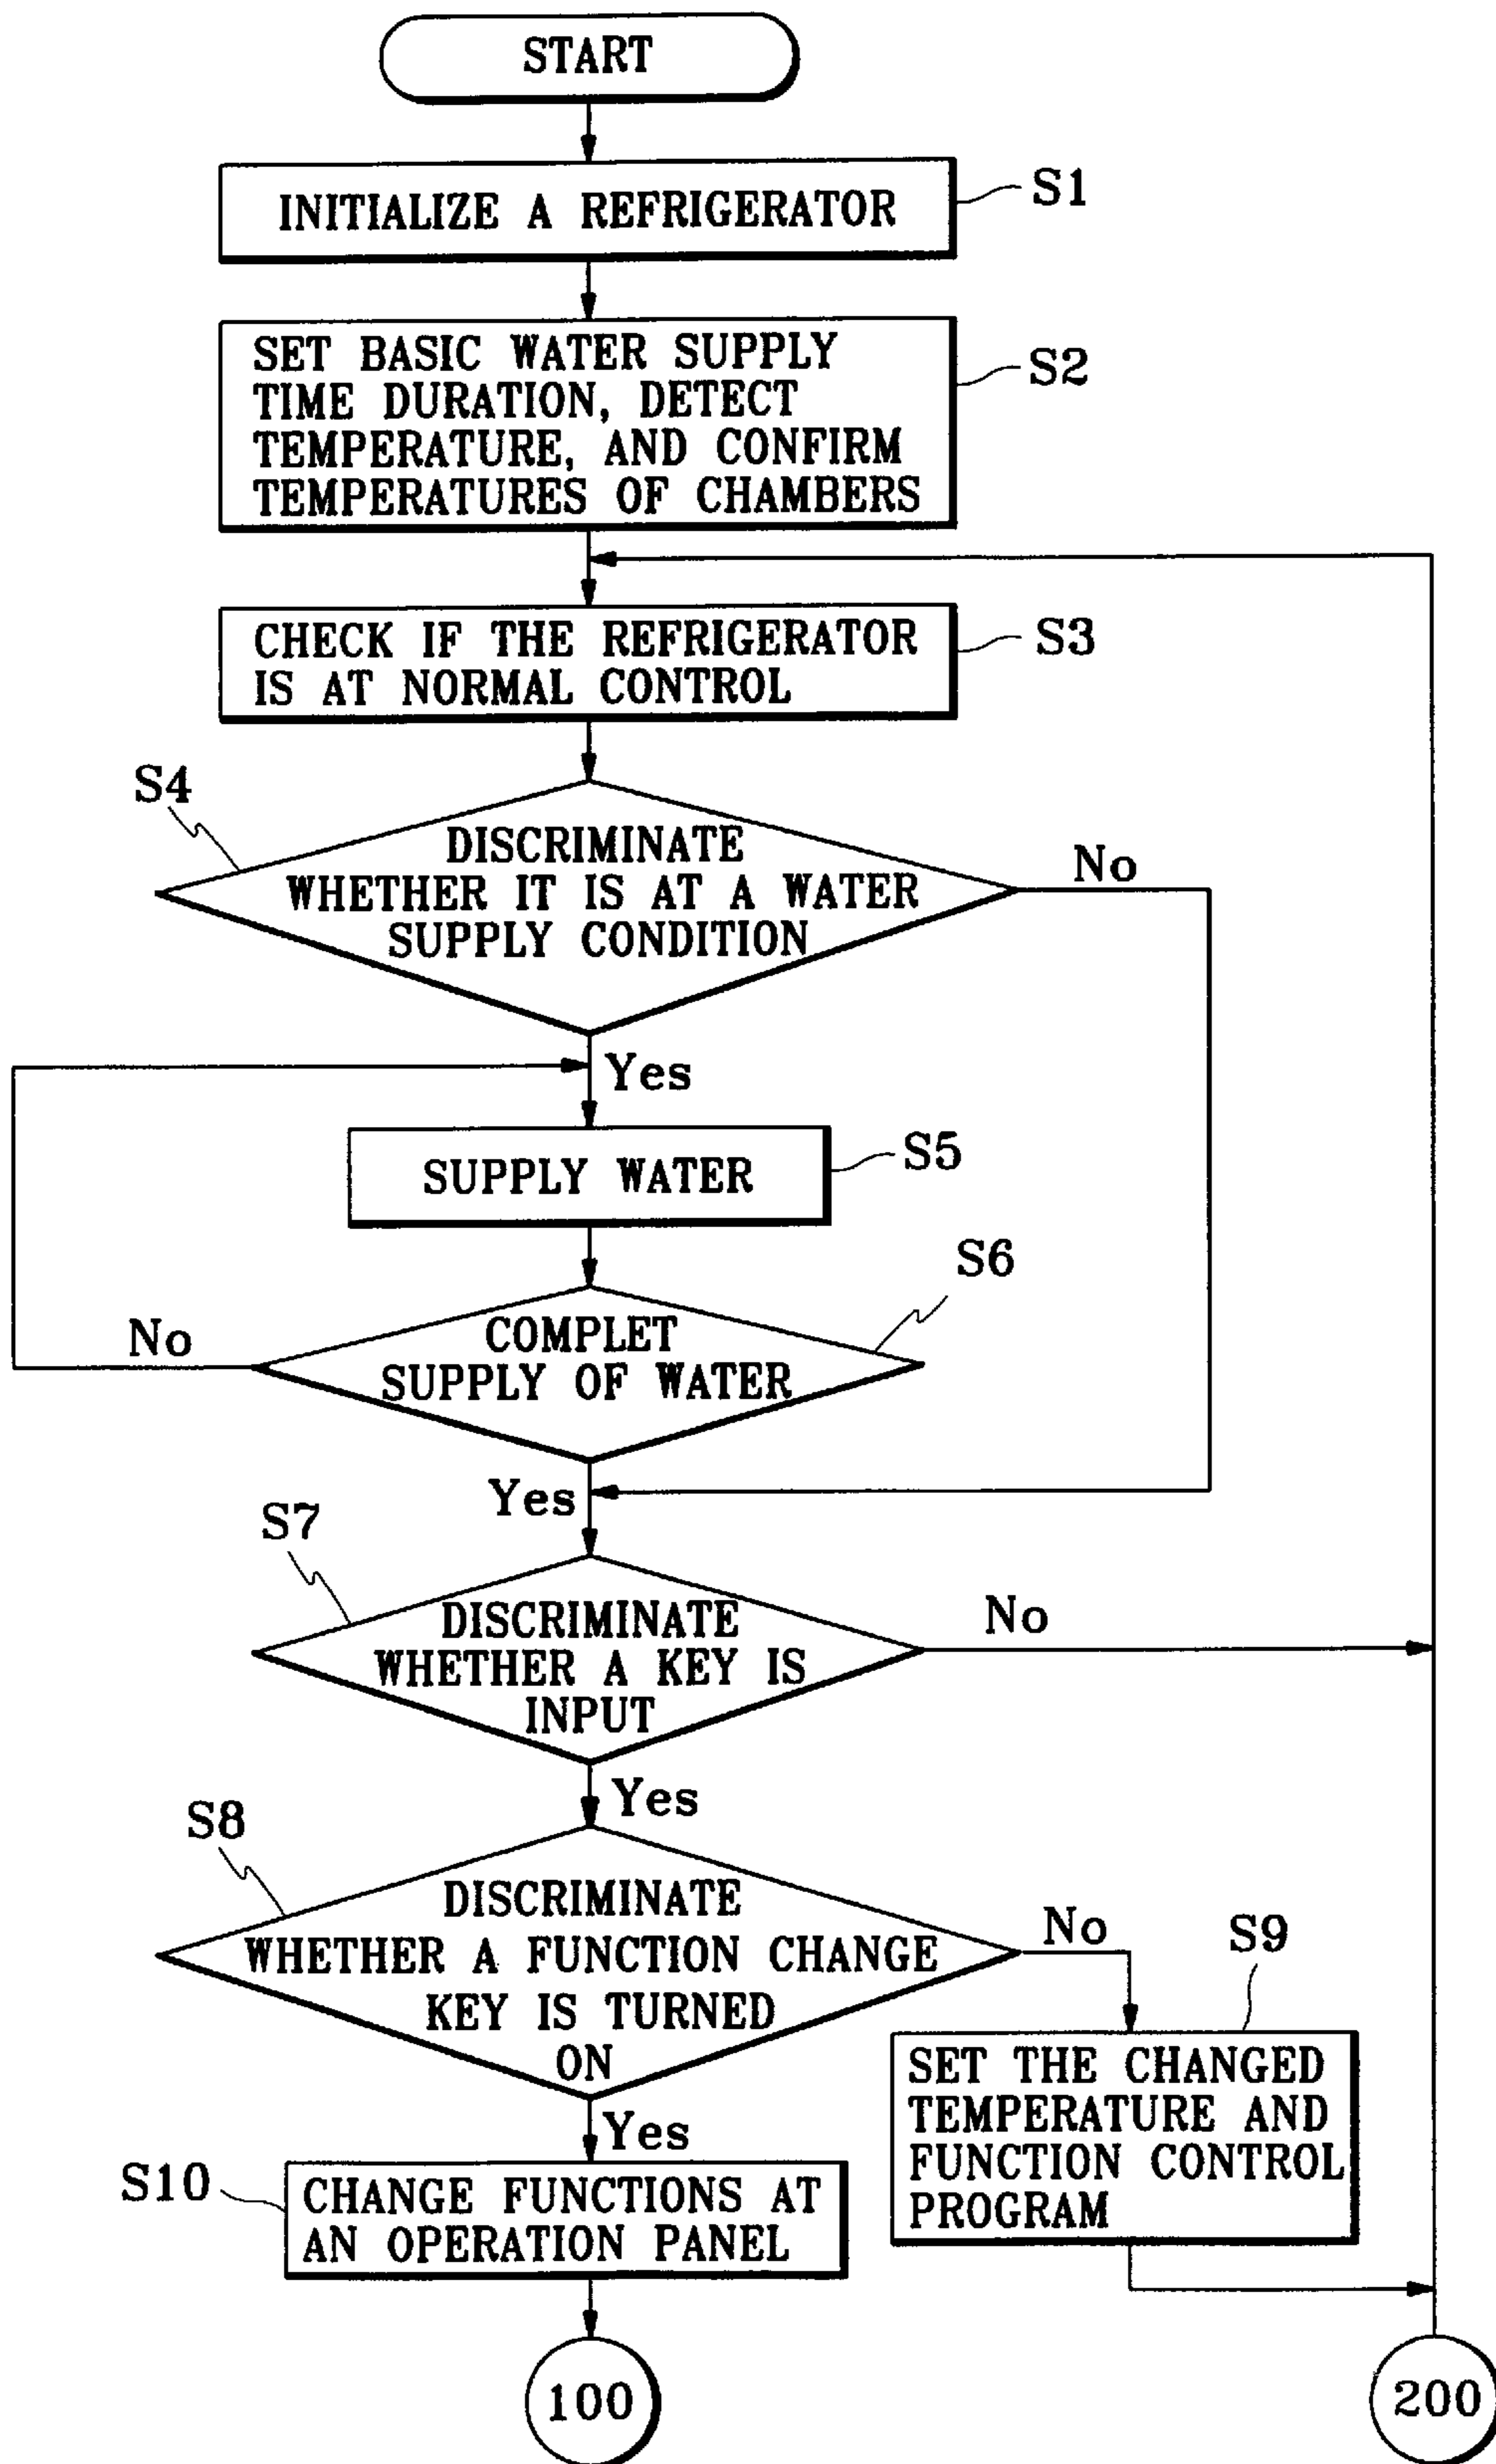 START
INITIALIZE A REFRIGERATOR
S1
SET BASIC WATER SUPPLY
TIME DURATION, DETECT
TEMPERATURE, AND CONFIRM
TEMPERATURES OF CHAMBERS
S2
CHECK IF THE REFRIGERATOR
IS AT NORMAL CONTROL
S3
S4
DISCRIMINATE
WHETHER IT IS AT A WATER
SUPPLY CONDITION
No
Yes
SUPPLY WATER
S5
S6
COMPLET
SUPPLY OF WATER
No
Yes
S7
DISCRIMINATE
WHETHER A KEY IS
INPUT
No
Yes
S8
DISCRIMINATE
WHETHER A FUNCTION CHANGE
KEY IS TURNED
ON
No
S9
SET THE CHANGED
TEMPERATURE AND
FUNCTION CONTROL
PROGRAM
Yes
S10
CHANGE FUNCTIONS AT
AN OPERATION PANEL
100
200